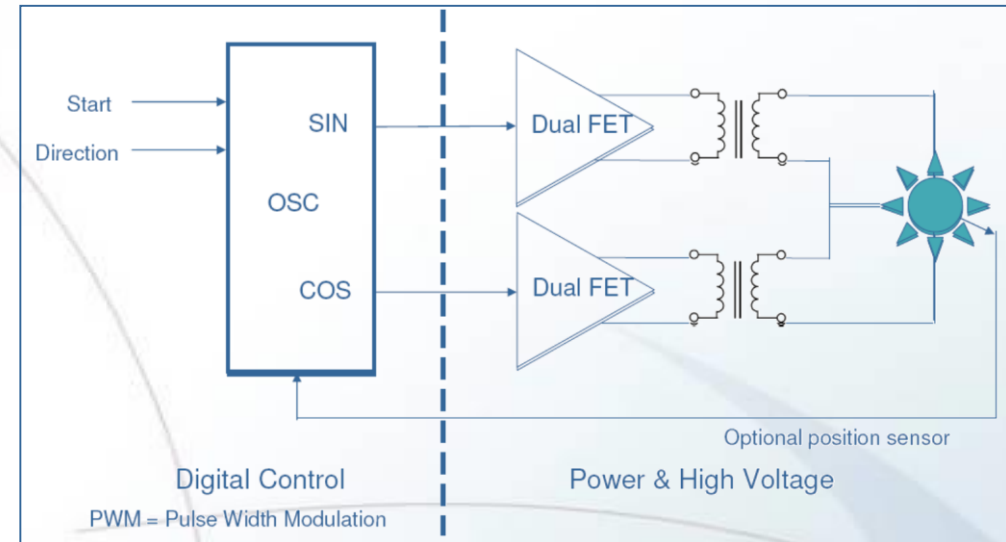 Start
Direction
SIN
OSC
COS
Dual FET
Dual FET
Optional position sensor
Digital Control
Power & High Voltage
PWM = Pulse Width Modulation